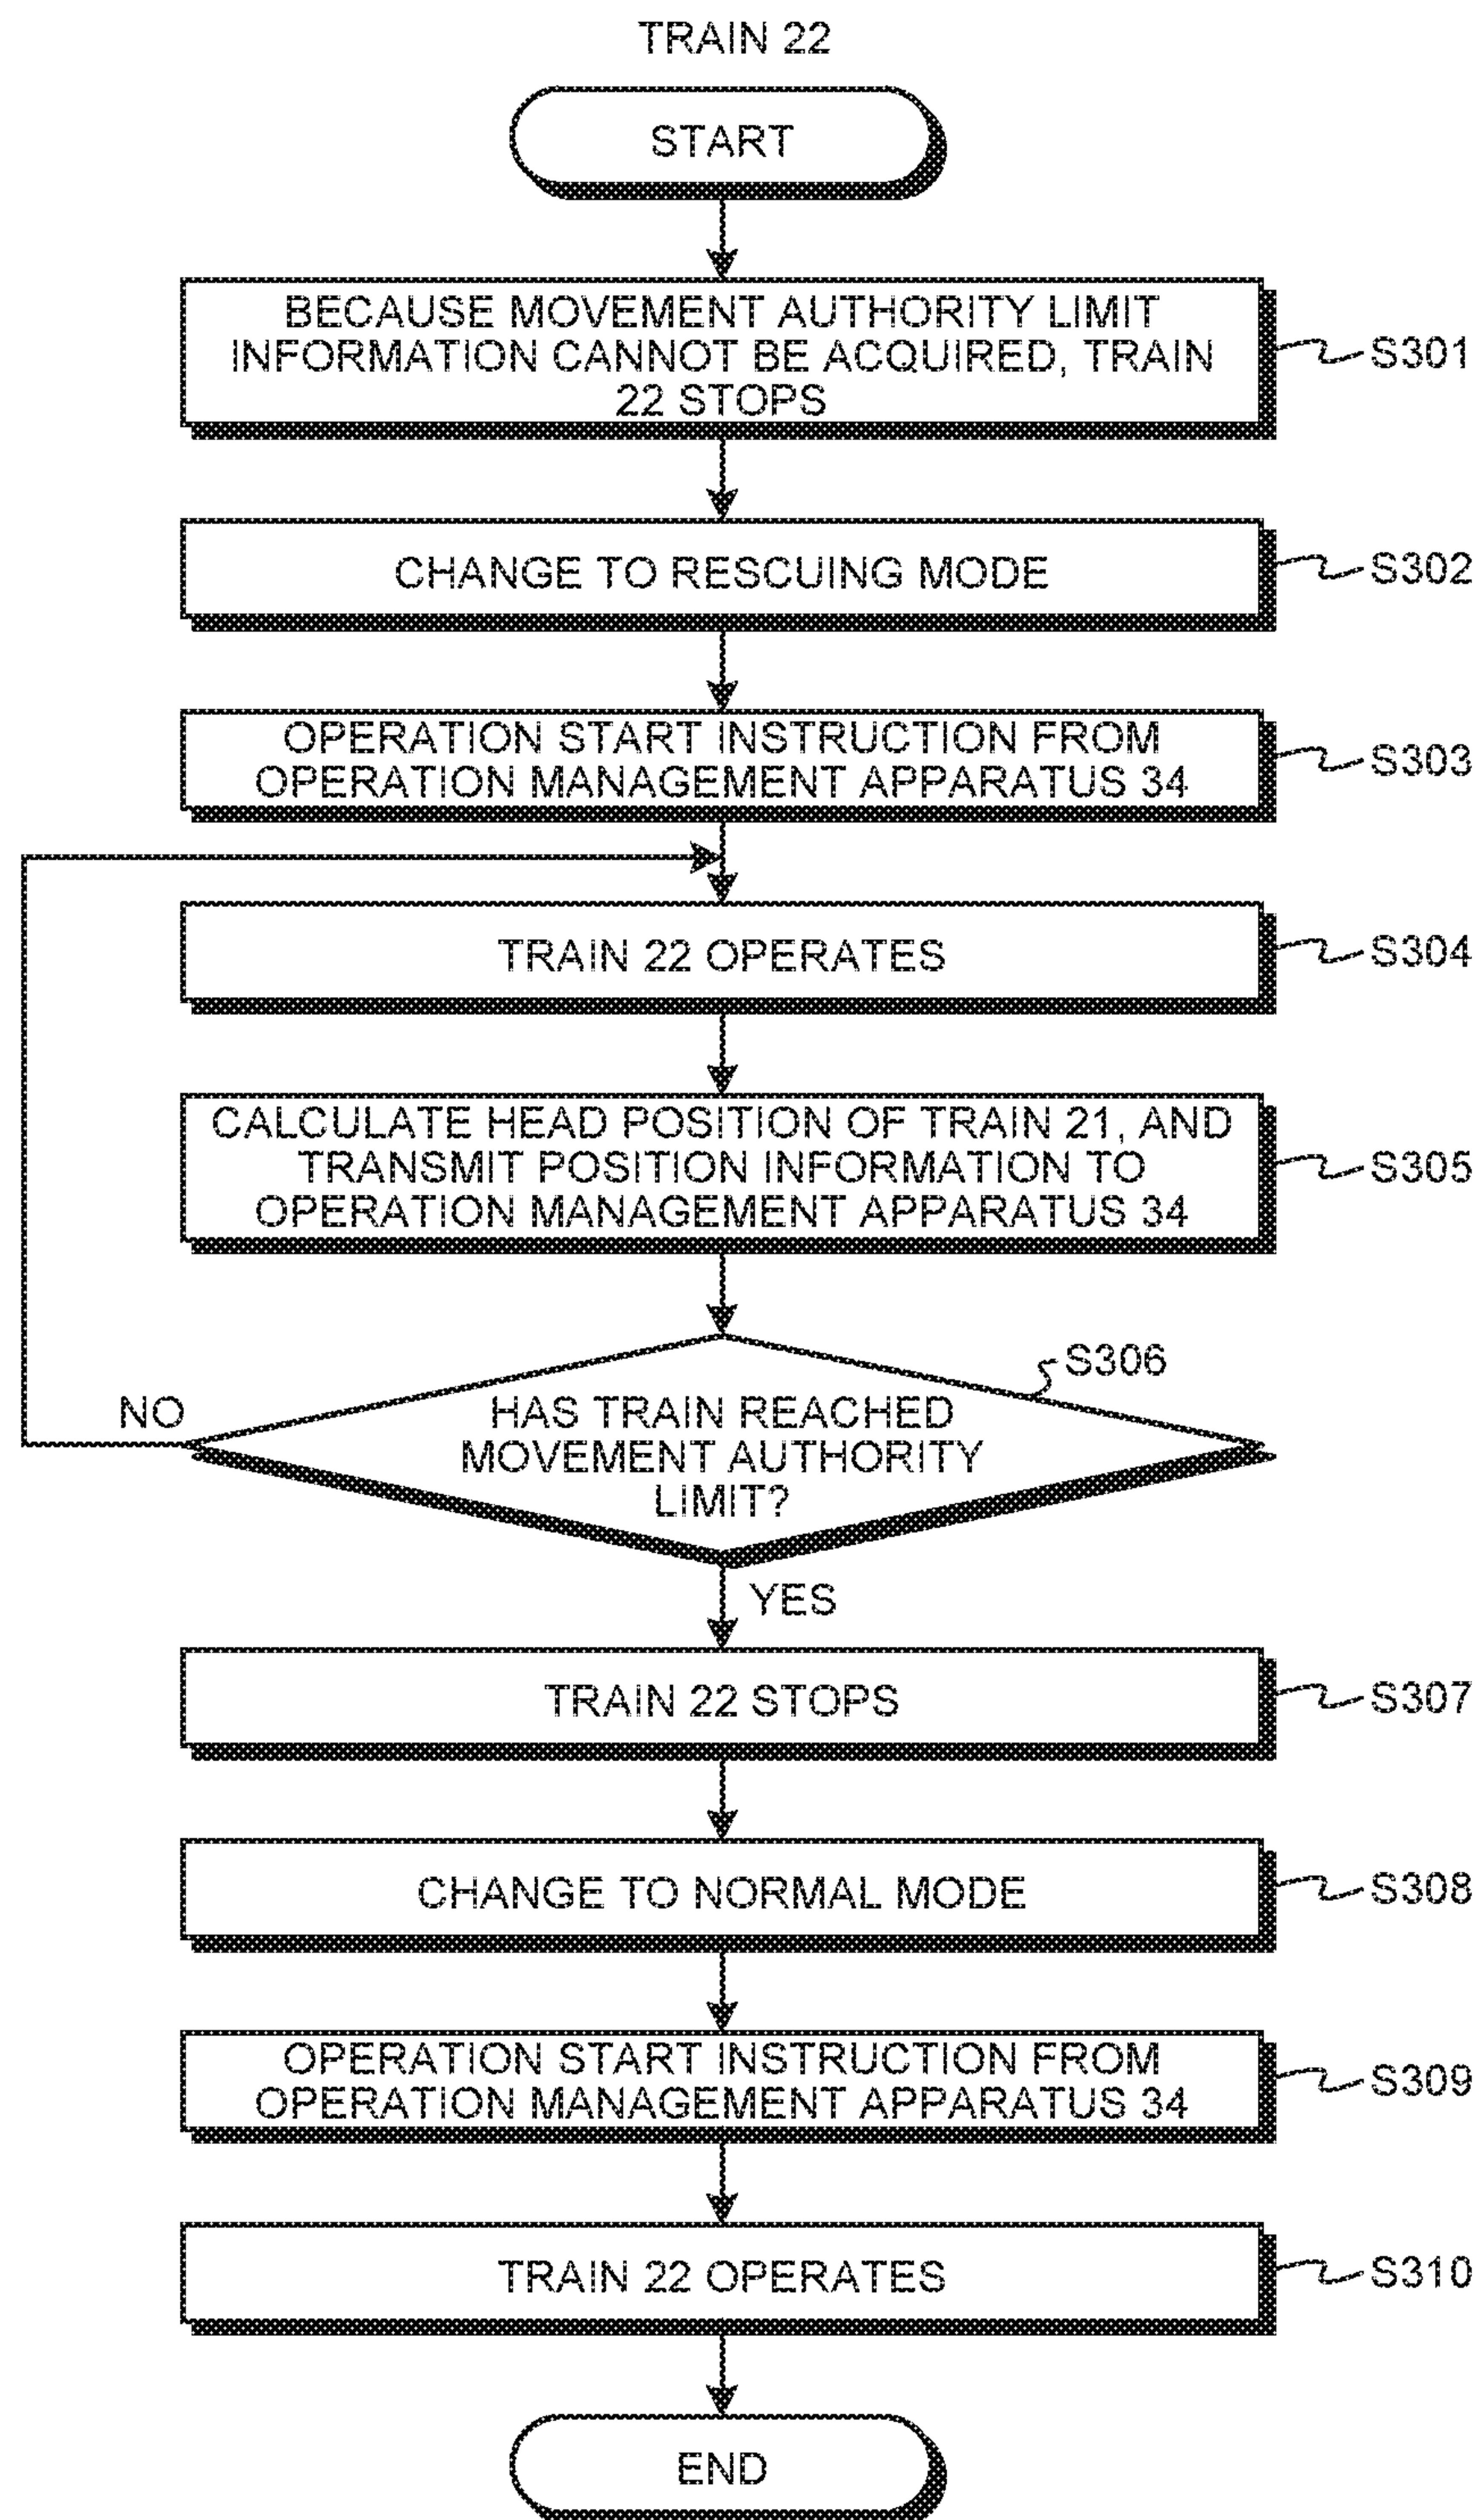 TRAIN 22
START
BECAUSE MOVEMENT AUTHORITY LIMIT
INFORMATION CANNOT BE ACQUIRED, TRAIN
22 STOPS
S301
CHANGE TO RESCUING MODE
S302
OPERATION START INSTRUCTION FROM
OPERATION MANAGEMENT APPARATUS 34
S303
TRAIN 22 OPERATES
S304
CALCULATE HEAD POSITION OF TRAIN 21, AND
TRANSMIT POSITION INFORMATION TO
OPERATION MANAGEMENT APPARATUS 34
S305
S306
NO
HAS TRAIN REACHED
MOVEMENT AUTHORITY
LIMIT?
YES
TRAIN 22 STOPS
S307
CHANGE TO NORMAL MODE
S308
OPERATION START INSTRUCTION FROM
OPERATION MANAGEMENT APPARATUS 34
S309
TRAIN 22 OPERATES
S310
END